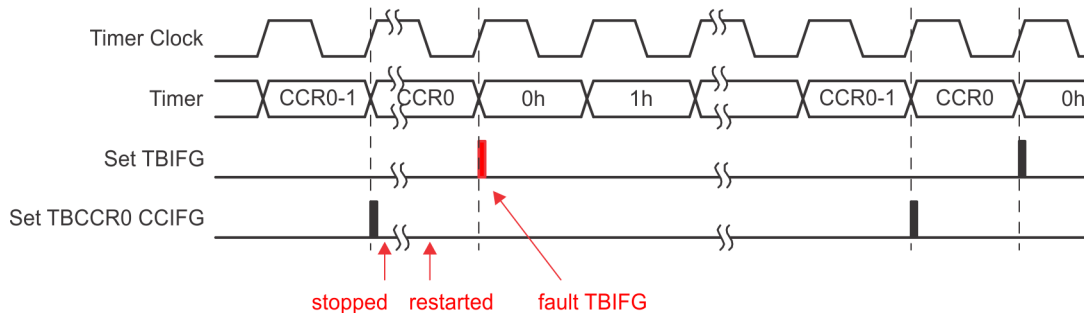 Timer Clock
Timer CCR0-1 CCR0 0h 1h CCR0-1 CCR0 0h
Set TBIFG
Set TBCCR0 CCIFG
stopped restarted fault TBIFG